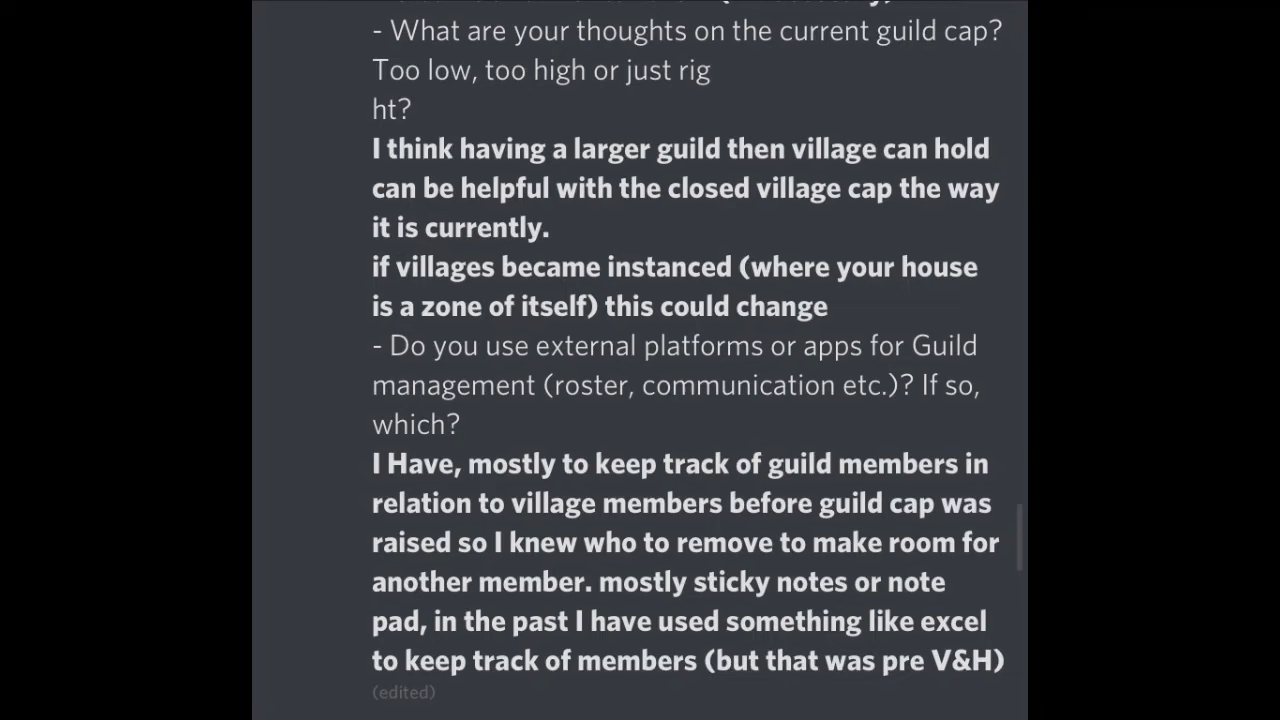 - What are your thoughts on the current guild cap?
Too low, too high or just rig
ht?
I think having a larger guild then village can hold
can be helpful with the closed village cap the way
it is currently.
if villages became instanced (where your house
is a zone of itself) this could change
- Do you use external platforms or apps for Guild
management (roster, communication etc.)? If so,
which?
I Have, mostly to keep track of guild members in
relation to village members before guild cap was
raised so I knew who to remove to make room for
another member. mostly sticky notes or note
pad, in the past I have used something like excel
to keep track of members (but that was pre V&H)
(edited)